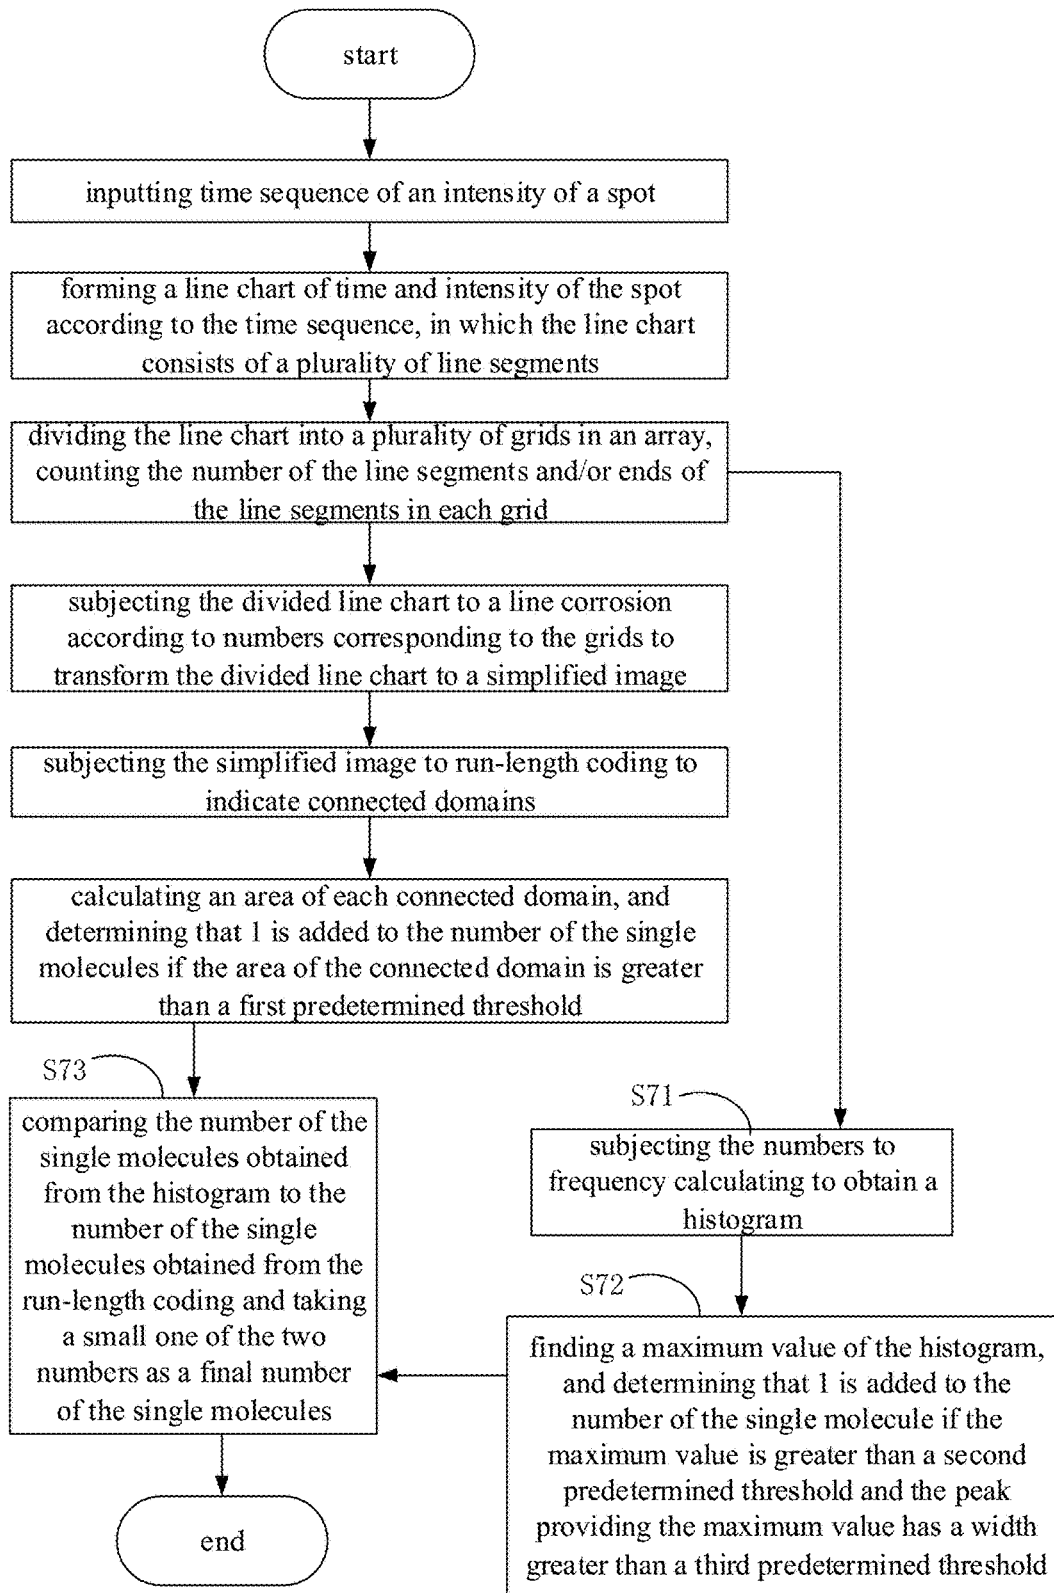 start
inputting time sequence of an intensity of a spot
forming a line chart of time and intensity of the spot
according to the time sequence, in which the line chart
consists of a plurality of line segments
dividing the line chart into a plurality of grids in an array,
counting the number of the line segments and/or ends of
the line segments in each grid
subjecting the divided line chart to a line corrosion
according to numbers corresponding to the grids to
transform the divided line chart to a simplified image
subjecting the simplified image to run-length coding to
indicate connected domains
calculating an area of each connected domain, and
determining that 1 is added to the number of the single
molecules if the area of the connected domain is greater
than a first predetermined threshold
S73
comparing the number of the
single molecules obtained
from the histogram to the
number of the single
molecules obtained from the
run-length coding and taking
a small one of the two
numbers as a final number
of the single molecules
end
S71
subjecting the numbers to
frequency calculating to obtain a
histogram
S72
finding a maximum value of the histogram,
and determining that 1 is added to the
number of the single molecule if the
maximum value is greater than a second
predetermined threshold and the peak
providing the maximum value has a width
greater than a third predetermined threshold